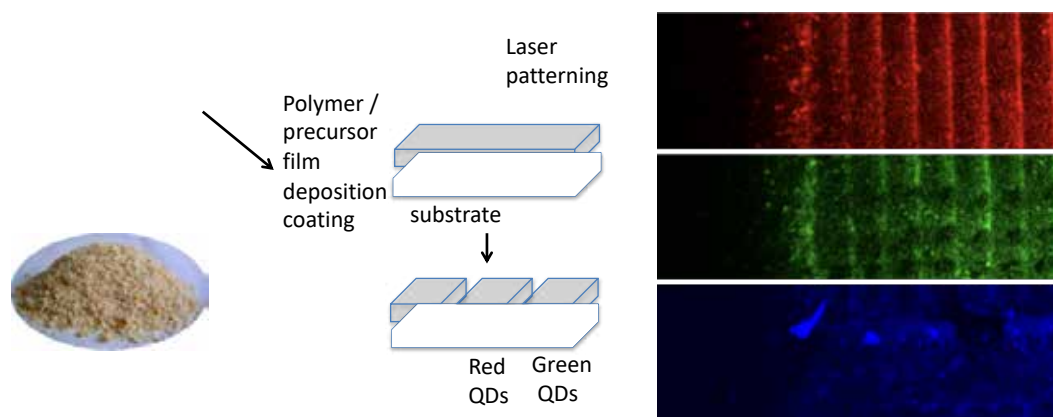 Laser
patterning
Polymer /
precursor
film
deposition
coating
substrate
Red
QDs
Green
QDs